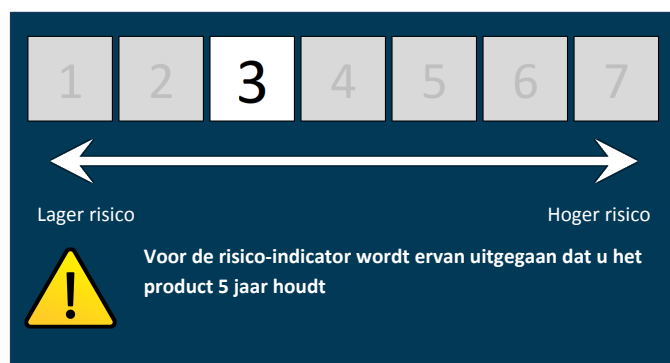 1 2 3 4 5 6 7
Lager risico Hoger risico
Voor de risico-indicator wordt ervan uitgegaan dat u het
product 5 jaar houdt